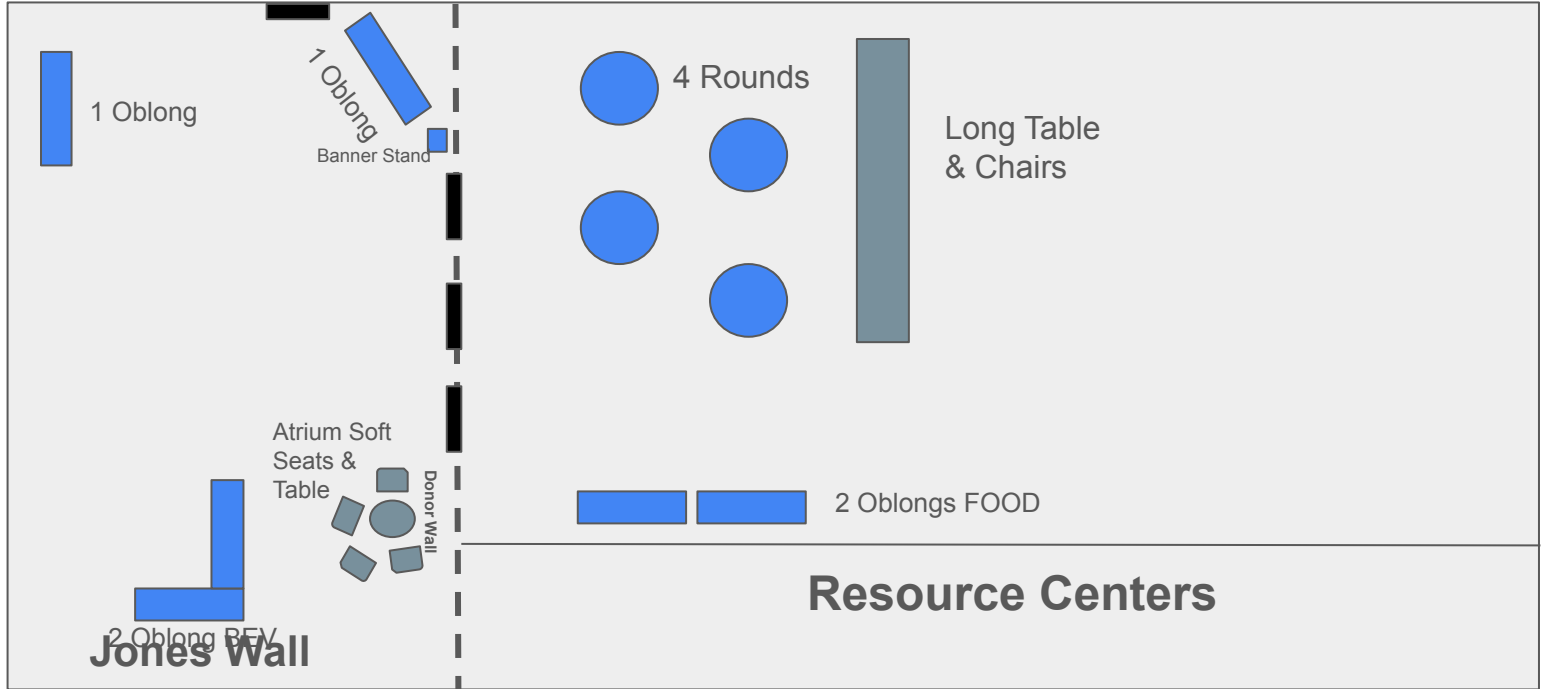 1 Oblong
1 Oblong
Banner Stand
4 Rounds
Long Table
& Chairs
Atrium Soft
Seats &
Table
Donor Wall
2 Oblongs FOOD
2 Oblong BEV
Jones Wall
Resource Centers